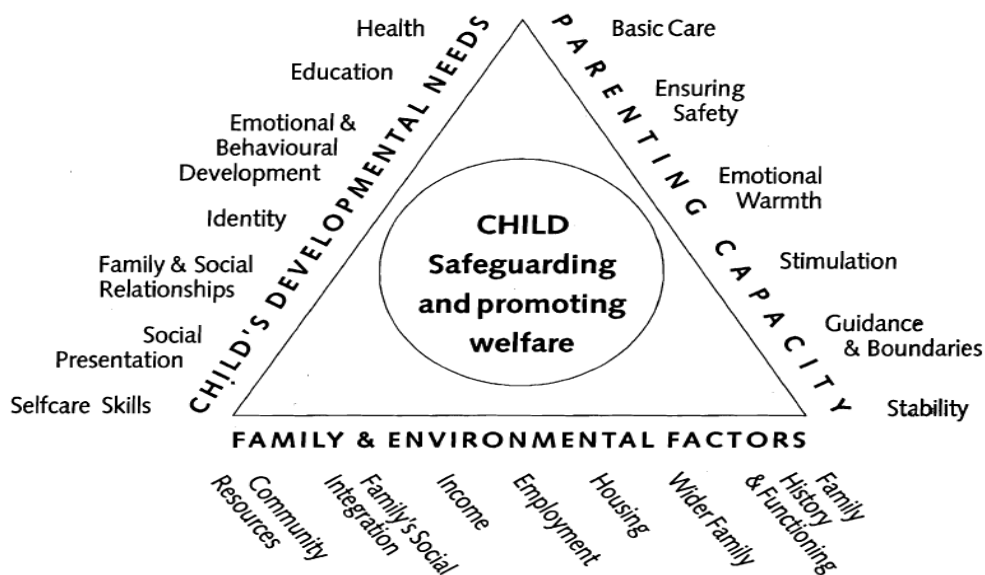 Health
Education
Emotional &
Behavioural
Development
Identity
Family & Social
Relationships
Social
Presentation
Selfcare Skills
CHILD'S DEVELOPMENTAL NEEDS
PARENTING CAPACITY
Basic Care
Ensuring
Safety
Emotional
Warmth
Stimulation
Guidance
& Boundaries
Stability
CHILD
Safeguarding
and promoting
welfare
FAMILY & ENVIRONMENTAL FACTORS
Community
Resources
Family's Social
Integration
Income
Employment
Housing
Wider Family
Family
History
& Functioning